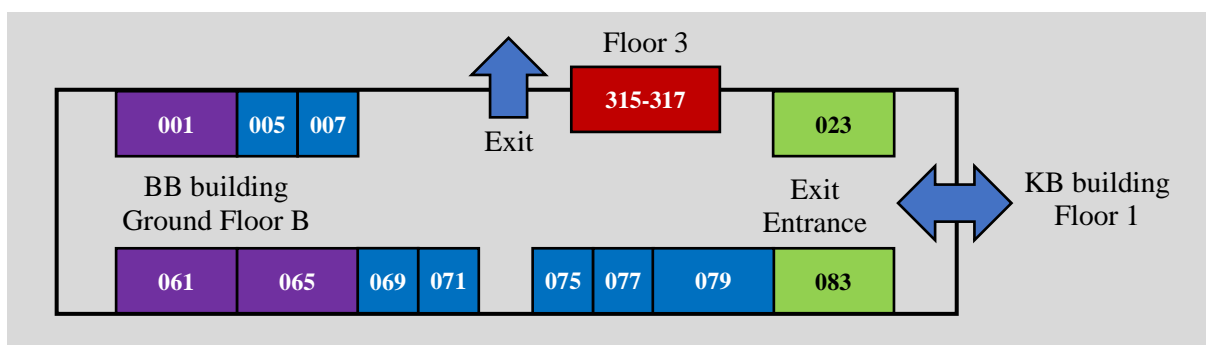 Floor 3
315-317
001
005
007
Exit
023
BB building
Ground Floor B
Exit
Entrance
KB building
Floor 1
061
065
069
071
075
077
079
083